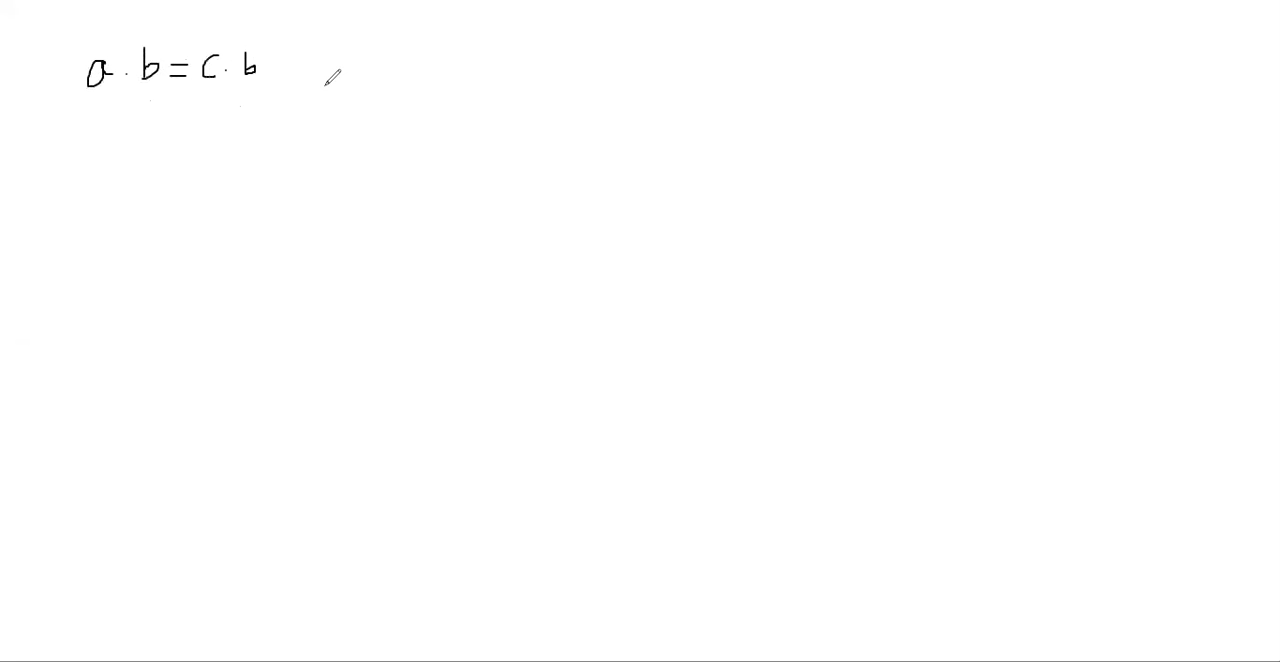 a · b = c · b